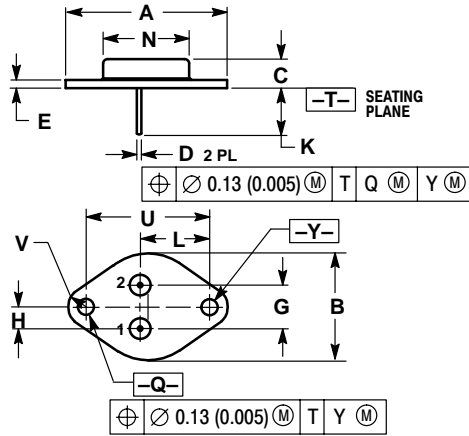 A
N
C
E
–T– SEATING PLANE
K
D 2 PL
⌖ ∅ 0.13 (0.005) Ⓜ T Q Ⓜ Y Ⓜ
U
V
L
–Y–
2
H
G
B
1
–Q–
⌖ ∅ 0.13 (0.005) Ⓜ T Y Ⓜ